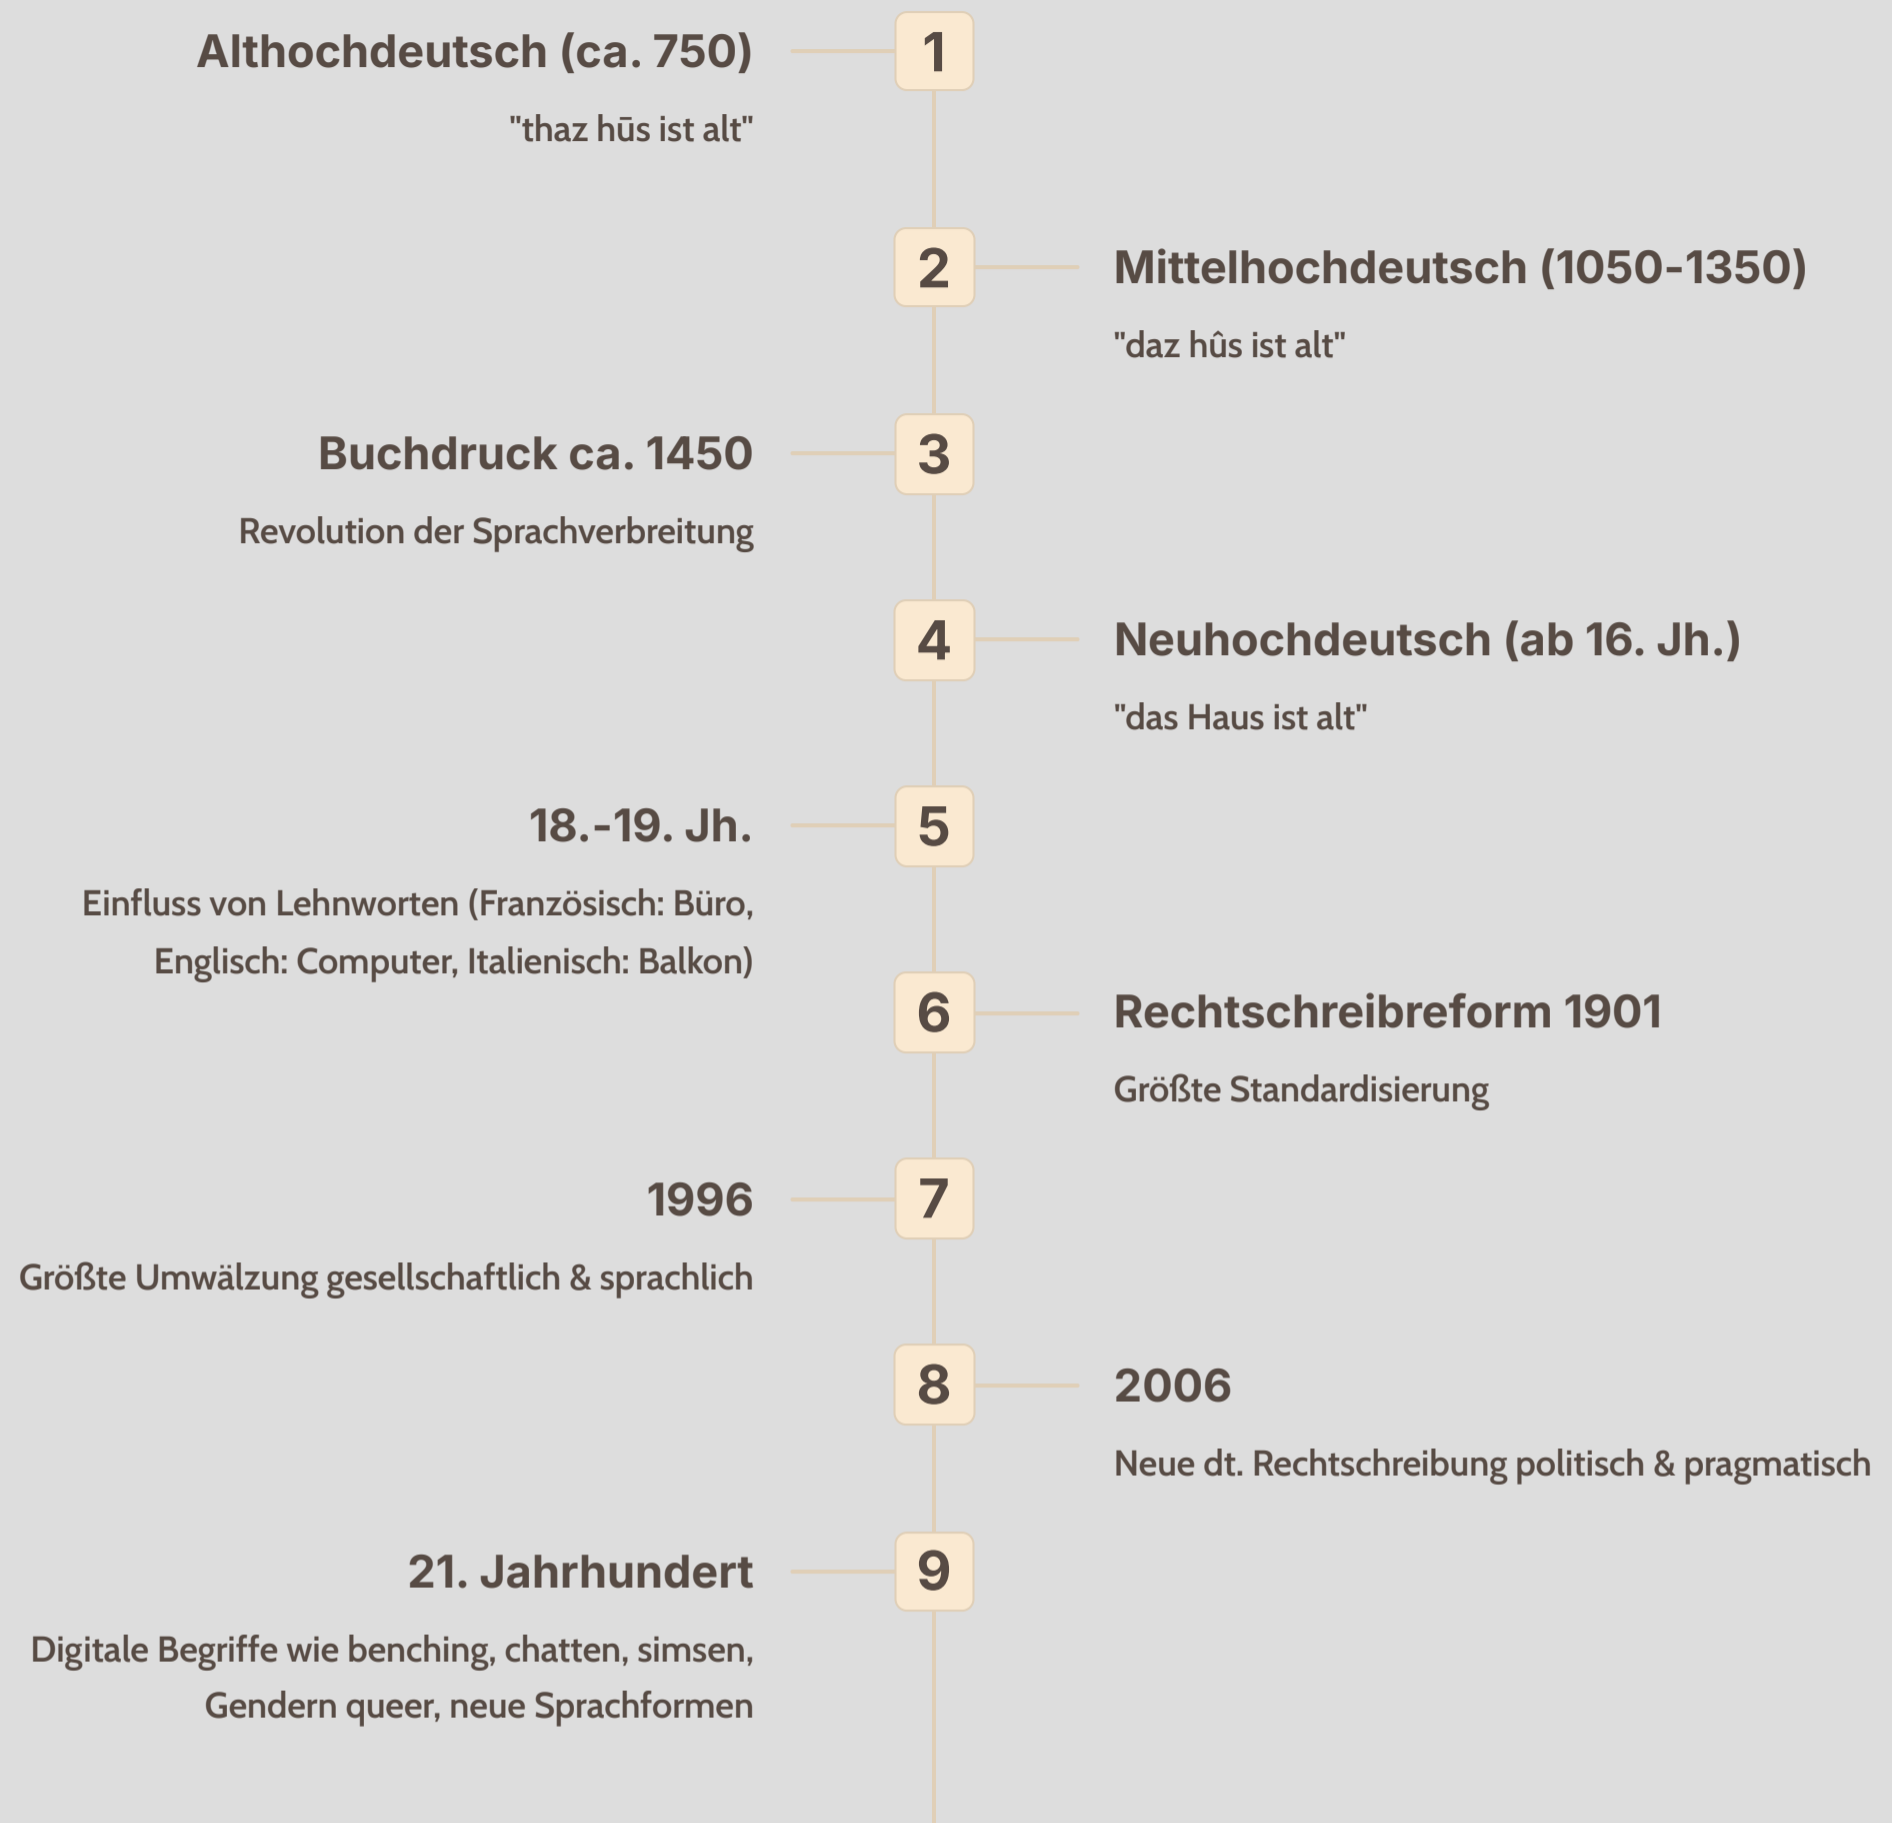 Althochdeutsch (ca. 750)
1
"thaz hūs ist alt"
2
Mittelhochdeutsch (1050-1350)
"daz hûs ist alt"
Buchdruck ca. 1450
3
Revolution der Sprachverbreitung
4
Neuhochdeutsch (ab 16. Jh.)
"das Haus ist alt"
18.-19. Jh.
5
Einfluss von Lehnworten (Französisch: Büro,
Englisch: Computer, Italienisch: Balkon)
6
Rechtschreibreform 1901
Größte Standardisierung
1996
7
Größte Umwälzung gesellschaftlich & sprachlich
8
2006
Neue dt. Rechtschreibung politisch & pragmatisch
21. Jahrhundert
9
Digitale Begriffe wie benching, chatten, simsen,
Gendern queer, neue Sprachformen